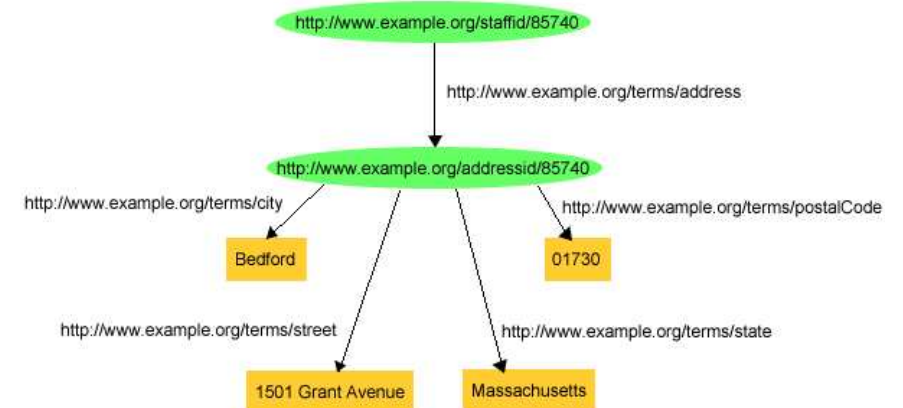 http://www.example.org/staffid/85740
http://www.example.org/terms/address
http://www.example.org/addressid/85740
http://www.example.org/terms/city
http://www.example.org/terms/postalCode
Bedford
01730
http://www.example.org/terms/street
http://www.example.org/terms/state
1501 Grant Avenue
Massachusetts